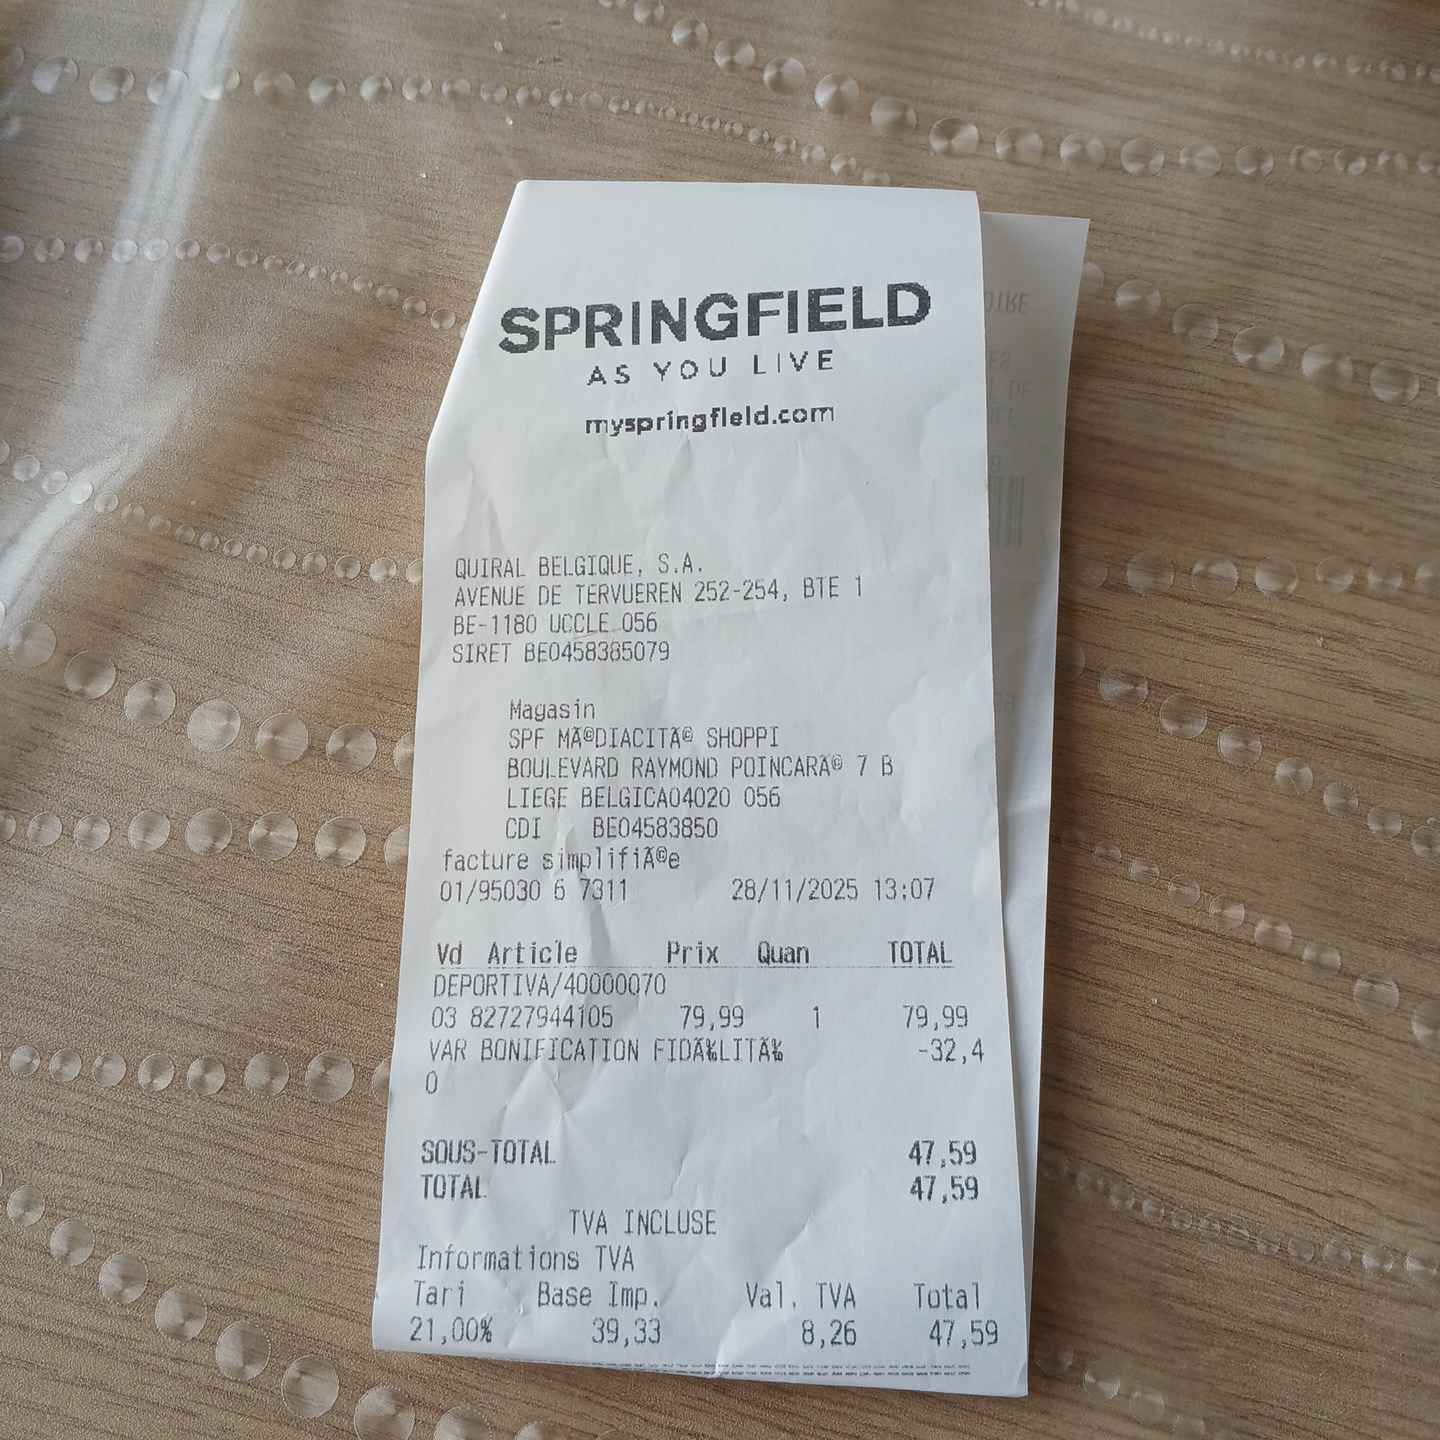 SPRINGFIELD
AS YOU LIVE
myspringfield.com
QUIRAL BELGIQUE, S.A.
AVENUE DE TERVUEREN 252-254, BTE 1
BE-1180 UCCLE 056
SIRET BE0458385079
Magasin
SPF MÃ©DIACITÃ© SHOPPI
BOULEVARD RAYMOND POINCARÃ© 7 B
LIEGE BELGICA04020 056
CDI BE04583850
facture simplifiÃ©e
01/95030 6 7311 28/11/2025 13:07
Vd Article Prix Quan TOTAL
DEPORTIVA/40000070
03 82727944105 79,99 1 79,99
VAR BONIFICATION FIDÃ‰LITÃ‰ -32,4
0
SOUS-TOTAL 47,59
TOTAL 47,59
TVA INCLUSE
Informations TVA
Tari Base Imp. Val. TVA Total
21,00% 39,33 8,26 47,59